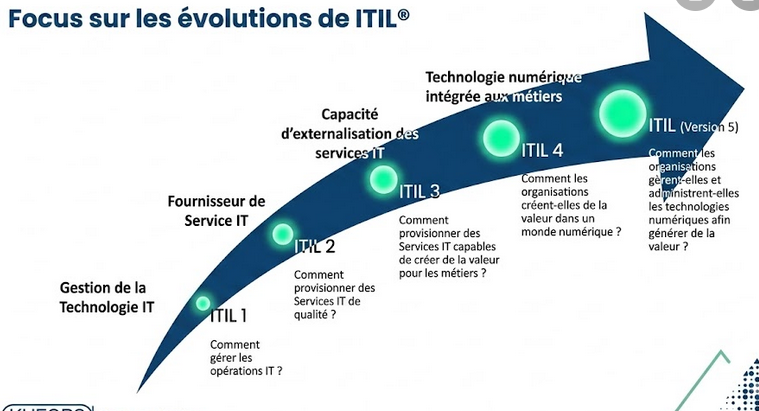 Focus sur les évolutions de ITIL®
Technologie numérique
intégrée aux métiers
Capacité
d'externalisation des
services IT
Fournisseur de
Service IT
Gestion de la
Technologie IT
ITIL 1
Comment
gérer les
opérations IT ?
ITIL 2
Comment
provisionner des
Services IT de
qualité ?
ITIL 3
Comment
provisionner des
Services IT capables
de créer de la valeur
pour les métiers ?
ITIL 4
Comment les
organisations
créent-elles de la
valeur dans un
monde numérique ?
ITIL (Version 5)
Comment les
organisations
gèrent-elles et
administrent-elles
les technologies
numériques afin
générer de la
valeur ?